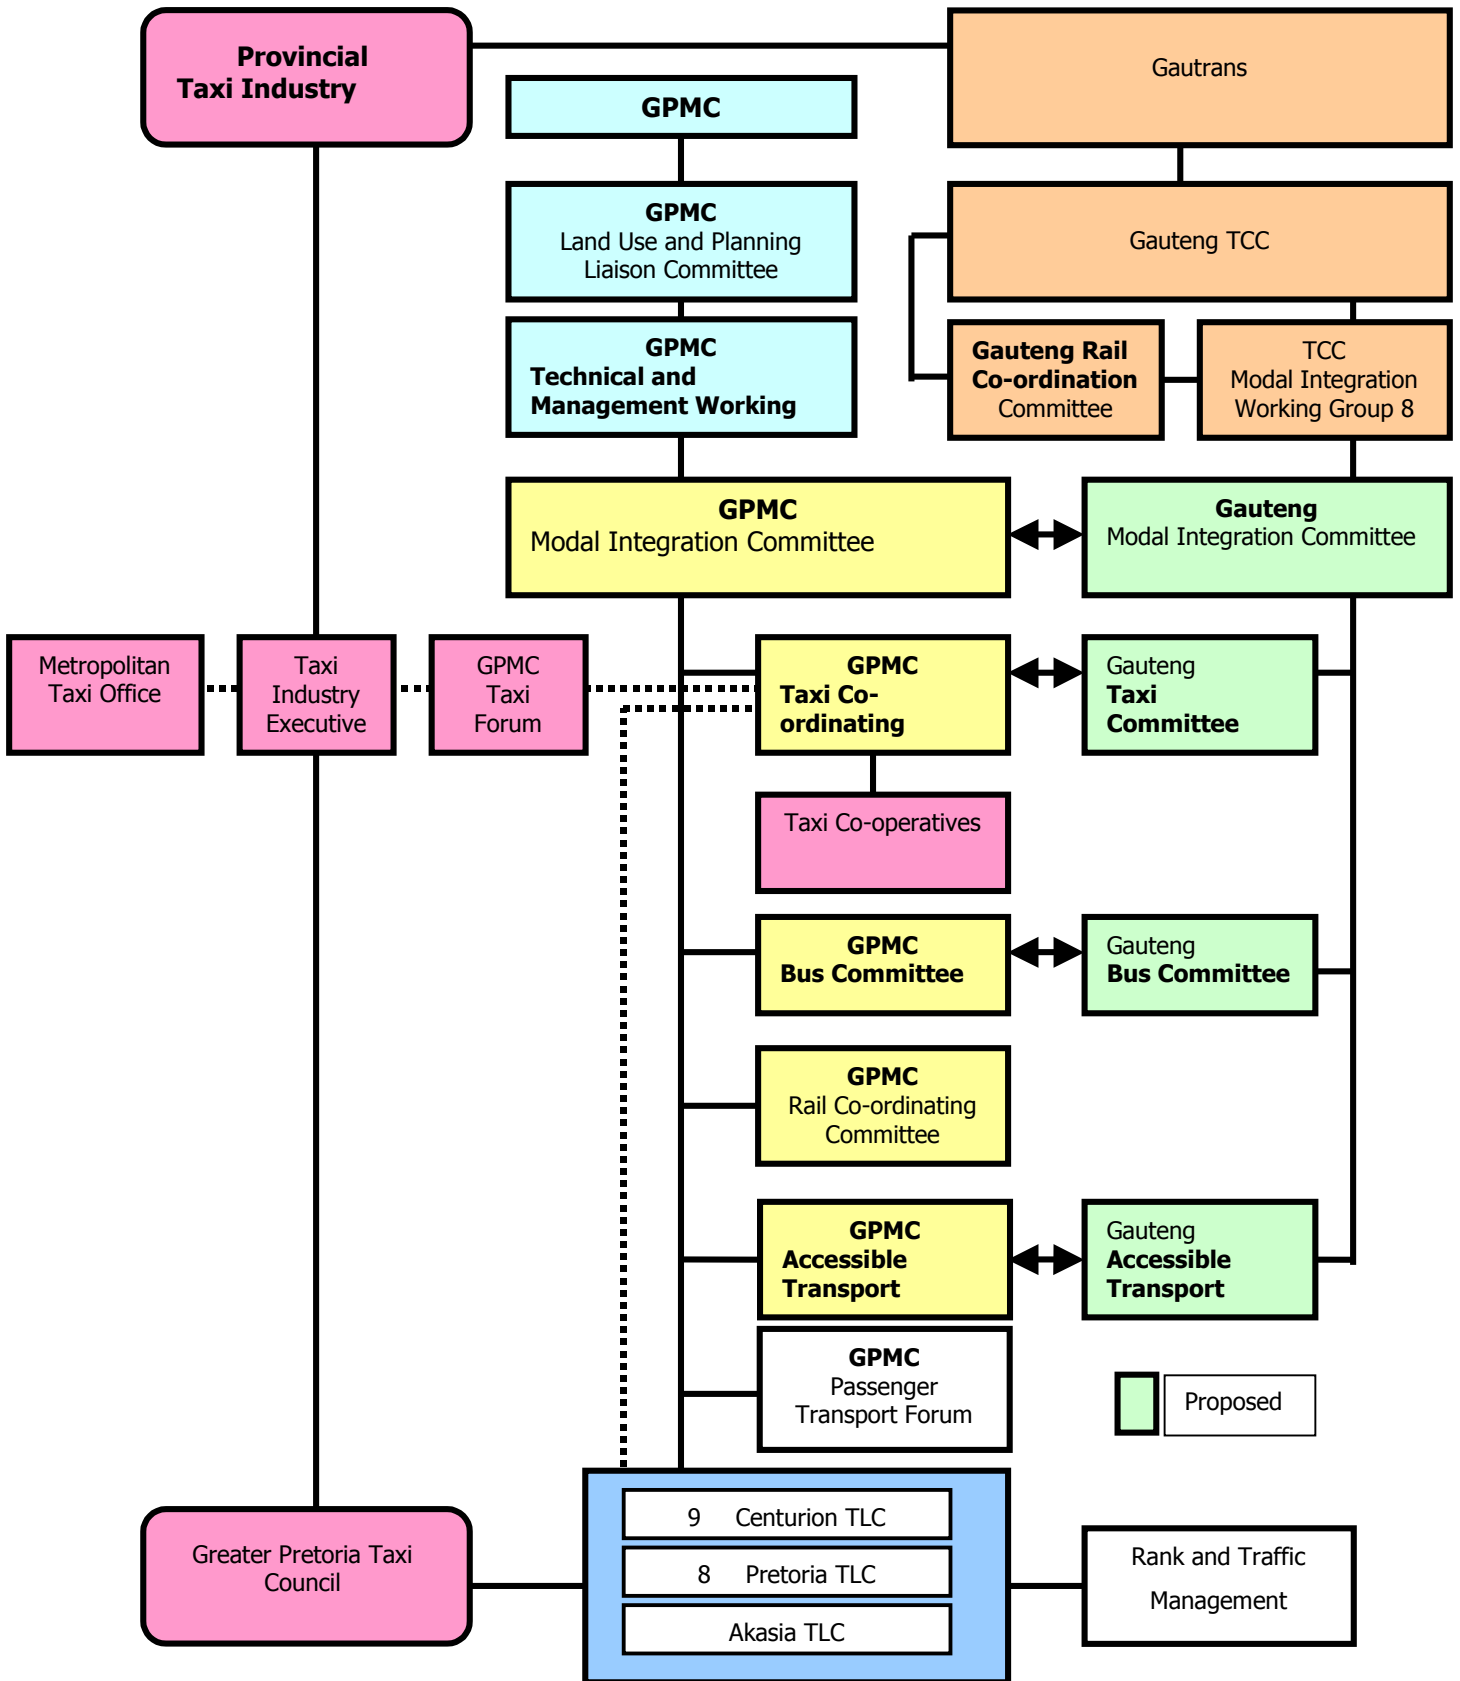 Provincial
Taxi Industry
Gautrans
GPMC
GPMC
Land Use and Planning
Liaison Committee
Gauteng TCC
GPMC
Technical and
Management Working
Gauteng Rail
Co-ordination
Committee
TCC
Modal Integration
Working Group 8
GPMC
Modal Integration Committee
Gauteng
Modal Integration Committee
Metropolitan
Taxi Office
Taxi
Industry
Executive
GPMC
Taxi
Forum
GPMC
Taxi Co-
ordinating
Gauteng
Taxi
Committee
Taxi Co-operatives
GPMC
Bus Committee
Gauteng
Bus Committee
GPMC
Rail Co-ordinating
Committee
GPMC
Accessible
Transport
Gauteng
Accessible
Transport
GPMC
Passenger
Transport Forum
Proposed
9 Centurion TLC
8 Pretoria TLC
Akasia TLC
Greater Pretoria Taxi
Council
Rank and Traffic
Management